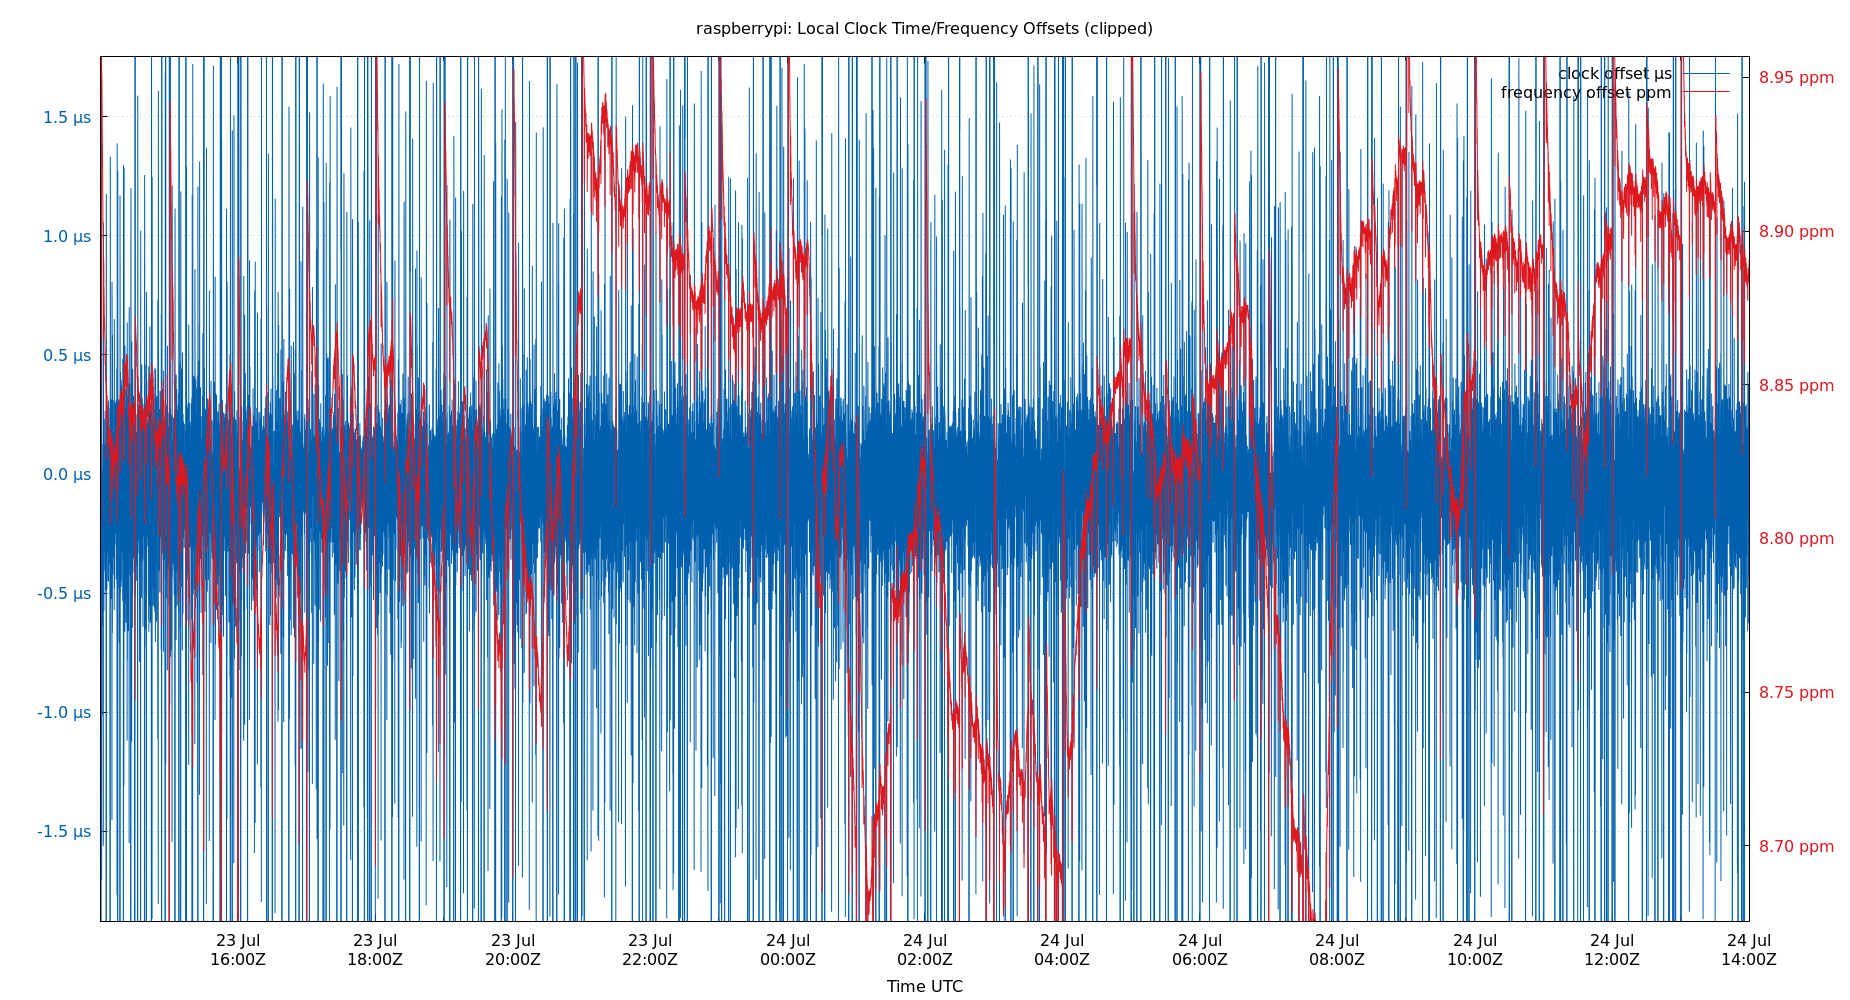 raspberrypi: Local Clock Time/Frequency Offsets (clipped)
clock offset µs
frequency offset ppm
1.5 µs
1.0 µs
0.5 µs
0.0 µs
-0.5 µs
-1.0 µs
-1.5 µs
8.95 ppm
8.90 ppm
8.85 ppm
8.80 ppm
8.75 ppm
8.70 ppm
23 Jul
16:00Z
23 Jul
18:00Z
23 Jul
20:00Z
23 Jul
22:00Z
24 Jul
00:00Z
24 Jul
02:00Z
24 Jul
04:00Z
24 Jul
06:00Z
24 Jul
08:00Z
24 Jul
10:00Z
24 Jul
12:00Z
24 Jul
14:00Z
Time UTC